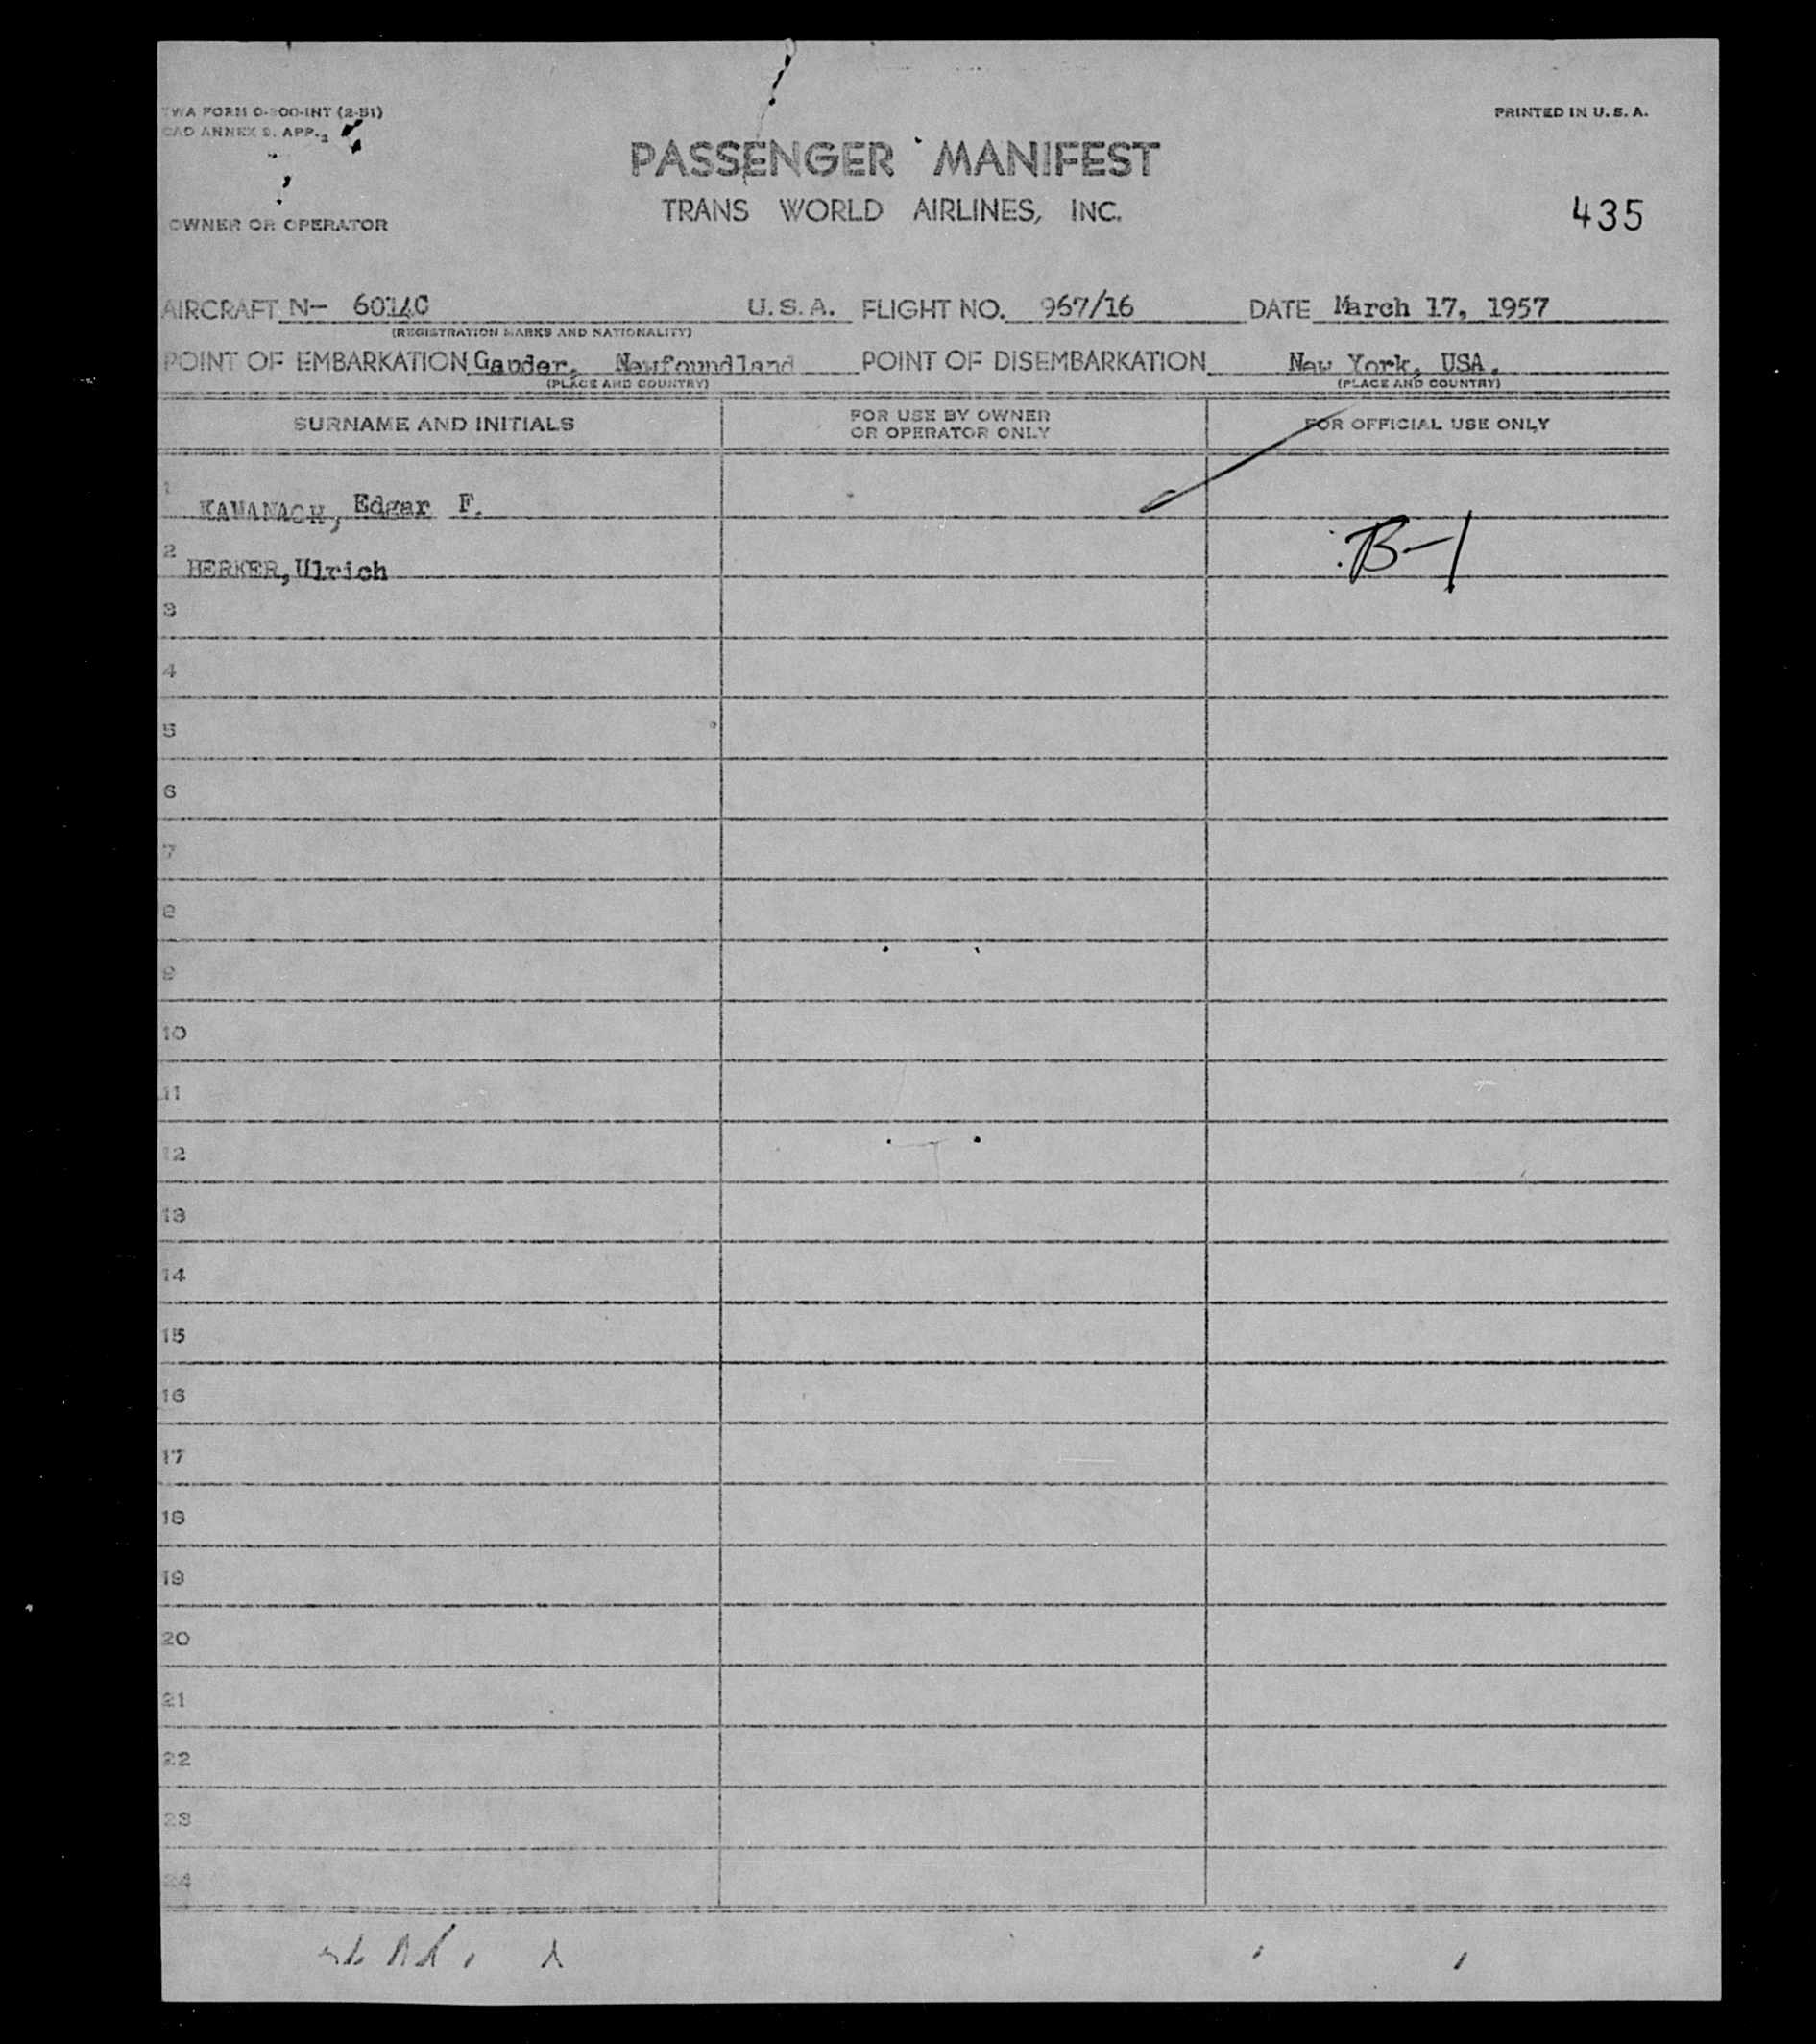 TWA FORM O-300-INT (2-51)
PRINTED IN U. S. A.
CAO ANNEX 9. APP. 2
PASSENGER MANIFEST
TRANS WORLD AIRLINES, INC.
435
OWNER OR OPERATOR
AIRCRAFT N- 6014C U. S. A. FLIGHT NO. 967/16 DATE March 17, 1957
(REGISTRATION MARKS AND NATIONALITY)
POINT OF EMBARKATION Gander, Newfoundland POINT OF DISEMBARKATION New York, USA.
(PLACE AND COUNTRY) (PLACE AND COUNTRY)
SURNAME AND INITIALS FOR USE BY OWNER OR OPERATOR ONLY FOR OFFICIAL USE ONLY
1 KAVANAGH, Edgar F.
2 HERKER,Ulrich B-1
3
4
5
6
7
8
9
10
11
12
13
14
15
16
17
18
19
20
21
22
23
24